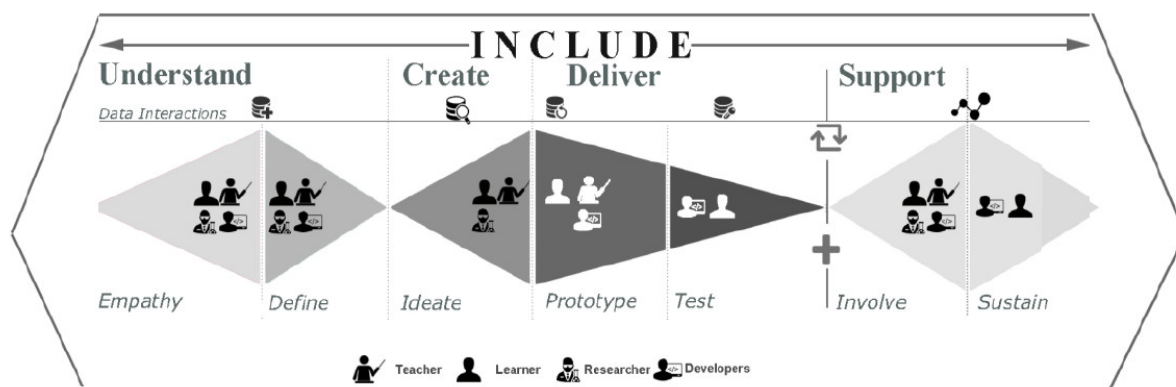 INCLUDE
Understand
Create
Deliver
Support
Data Interactions
Empathy
Define
Ideate
Prototype
Test
Involve
Sustain
Teacher
Learner
Researcher
Developers